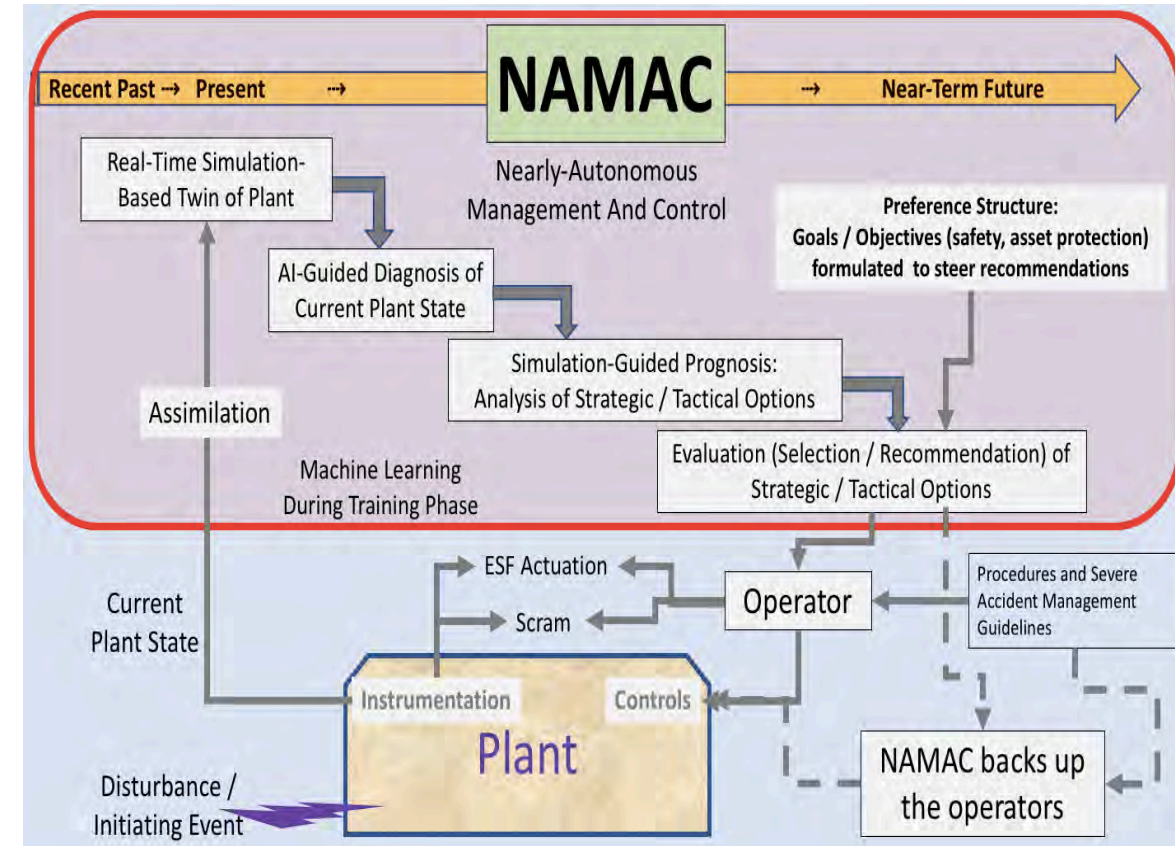 NAMAC
Recent Past ⇢ Present ⇢ ⇢ Near-Term Future
Nearly-Autonomous
Management And Control
Real-Time Simulation-
Based Twin of Plant
AI-Guided Diagnosis of
Current Plant State
Simulation-Guided Prognosis:
Analysis of Strategic / Tactical Options
Preference Structure:
Goals / Objectives (safety, asset protection)
formulated to steer recommendations
Evaluation (Selection / Recommendation) of
Strategic / Tactical Options
Assimilation
Machine Learning
During Training Phase
Current
Plant State
ESF Actuation
Scram
Operator
Procedures and Severe
Accident Management
Guidelines
Instrumentation
Controls
Plant
Disturbance /
Initiating Event
NAMAC backs up
the operators